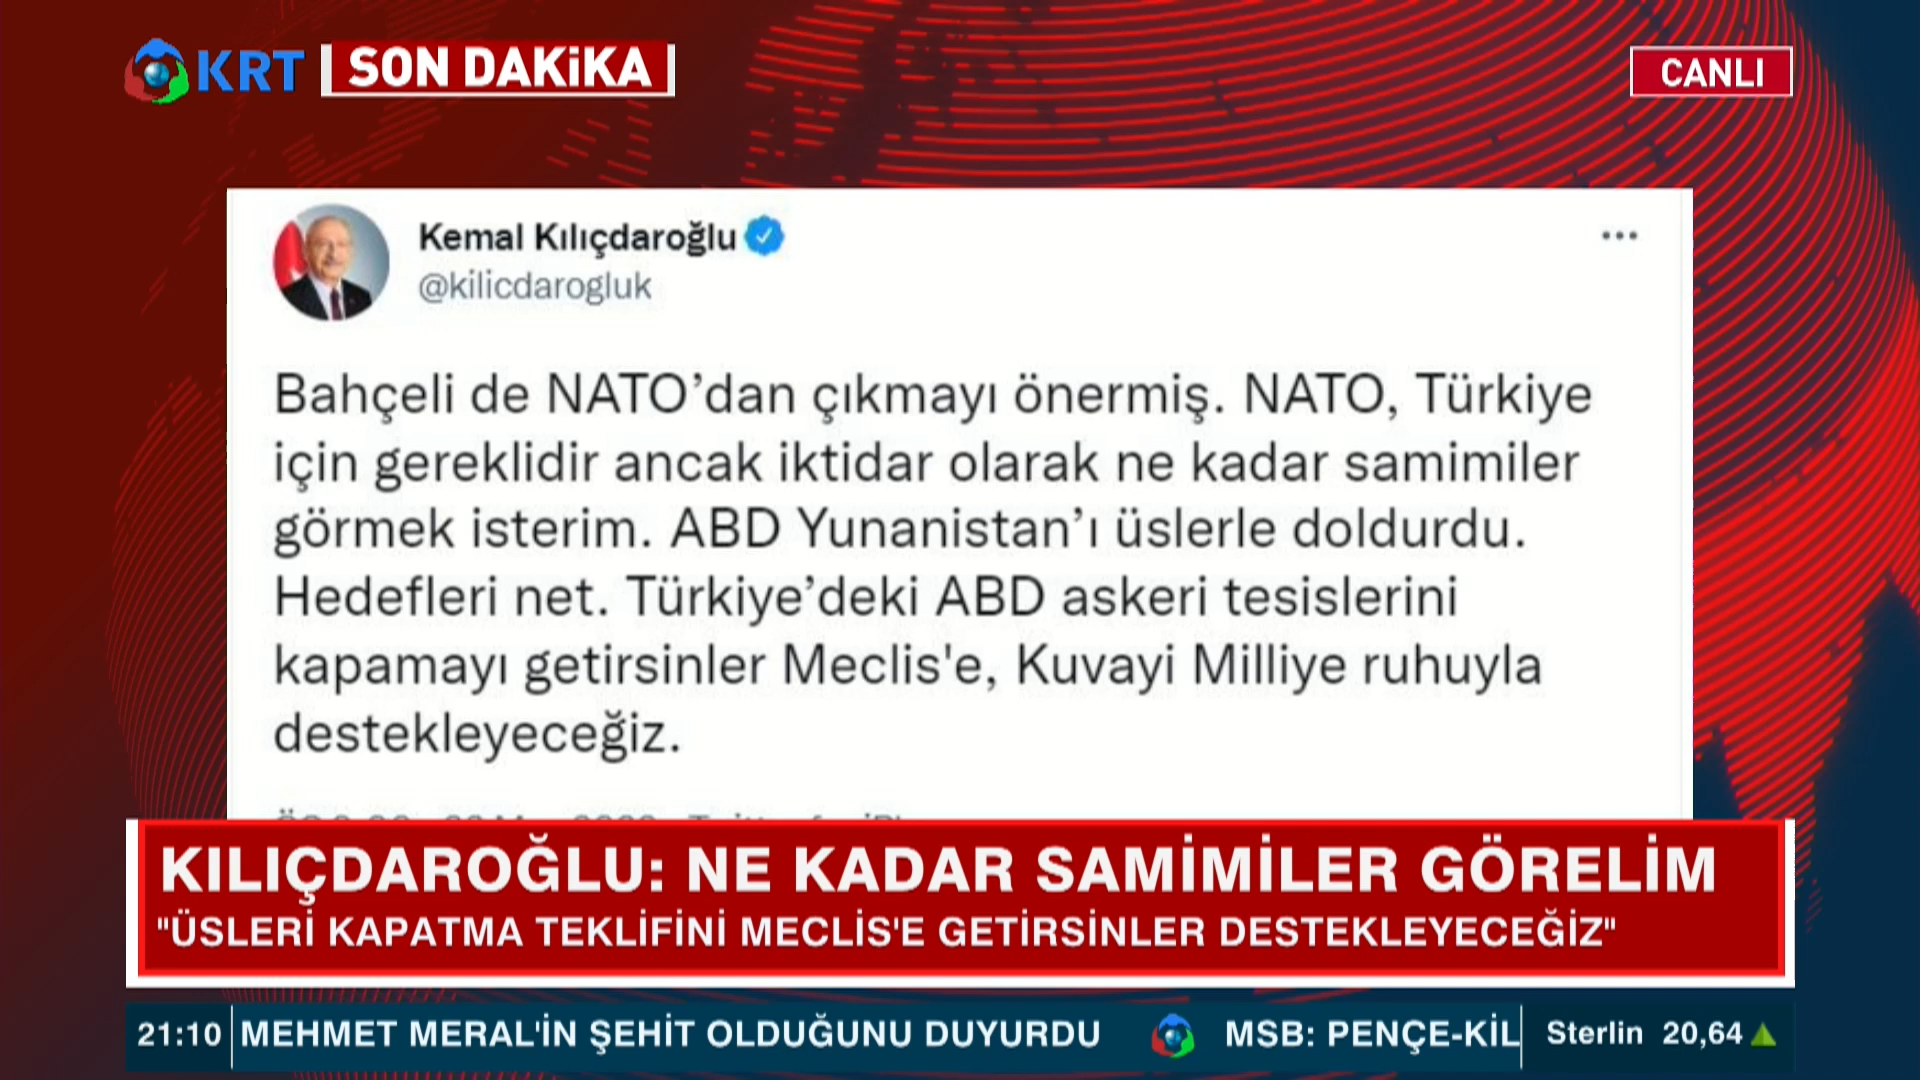 KRT SON DAKİKA
CANLI
Kemal Kılıçdaroğlu
@kilicdarogluk
Bahçeli de NATO’dan çıkmayı önermiş. NATO, Türkiye
için gereklidir ancak iktidar olarak ne kadar samimiler
görmek isterim. ABD Yunanistan’ı üslerle doldurdu.
Hedefleri net. Türkiye’deki ABD askeri tesislerini
kapamayı getirsinler Meclis'e, Kuvayi Milliye ruhuyla
destekleyeceğiz.
KILIÇDAROĞLU: NE KADAR SAMİMİLER GÖRELİM
"ÜSLERİ KAPATMA TEKLİFİNİ MECLİS'E GETİRSİNLER DESTEKLEYECEĞİZ"
21:10 MEHMET MERAL'İN ŞEHİT OLDUĞUNU DUYURDU MSB: PENÇE-KİL Sterlin 20,64